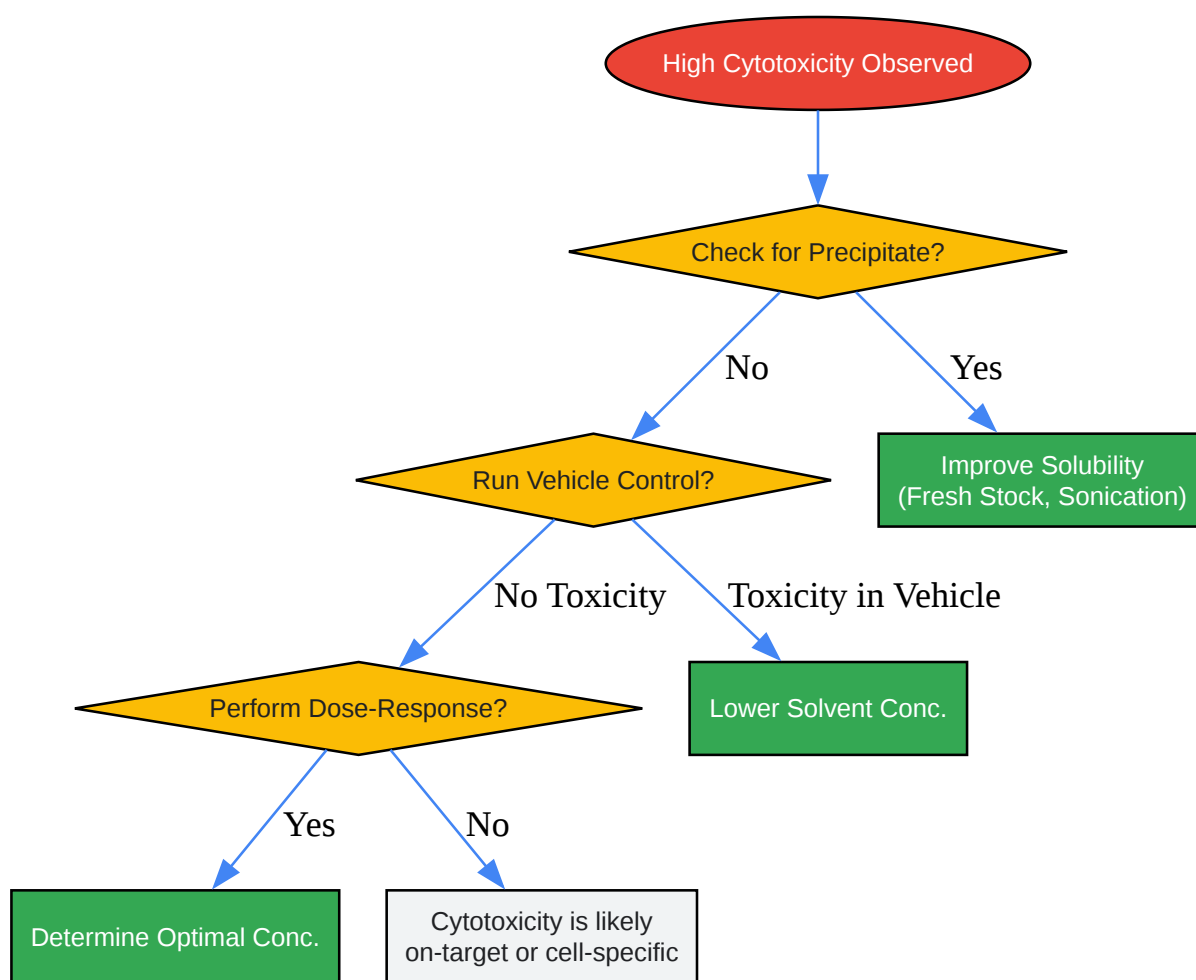 High Cytotoxicity Observed
Check for Precipitate?
No
Yes
Run Vehicle Control?
Improve Solubility
(Fresh Stock, Sonication)
No Toxicity
Toxicity in Vehicle
Perform Dose-Response?
Lower Solvent Conc.
Yes
No
Determine Optimal Conc.
Cytotoxicity is likely
on-target or cell-specific